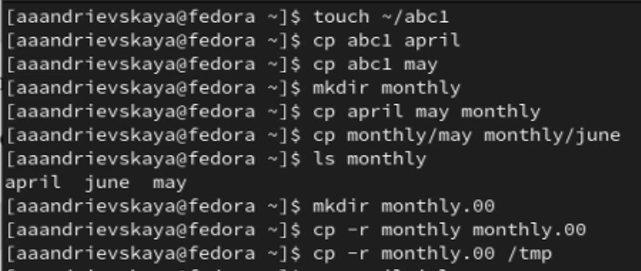 [aaandrievskaya@fedora ~]$ touch ~/abc1
[aaandrievskaya@fedora ~]$ cp abc1 april
[aaandrievskaya@fedora ~]$ cp abc1 may
[aaandrievskaya@fedora ~]$ mkdir monthly
[aaandrievskaya@fedora ~]$ cp april may monthly
[aaandrievskaya@fedora ~]$ cp monthly/may monthly/june
[aaandrievskaya@fedora ~]$ ls monthly
april  june  may
[aaandrievskaya@fedora ~]$ mkdir monthly.00
[aaandrievskaya@fedora ~]$ cp -r monthly monthly.00
[aaandrievskaya@fedora ~]$ cp -r monthly.00 /tmp